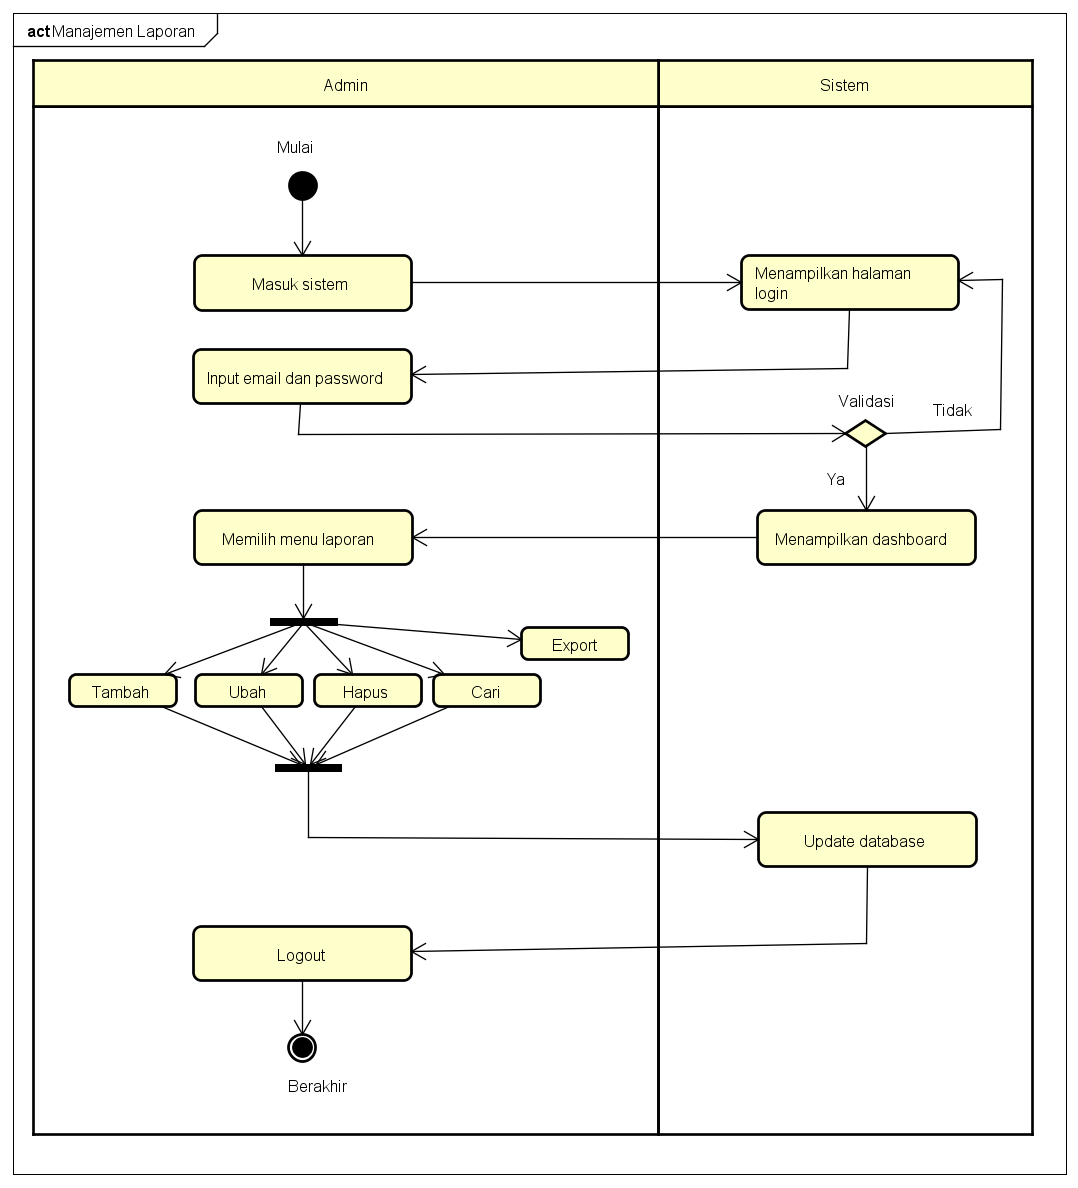 act Manajemen Laporan
Admin
Sistem
Mulai
Masuk sistem
Menampilkan halaman
login
Input email dan password
Validasi
Tidak
Ya
Memilih menu laporan
Menampilkan dashboard
Export
Tambah
Ubah
Hapus
Cari
Update database
Logout
Berakhir